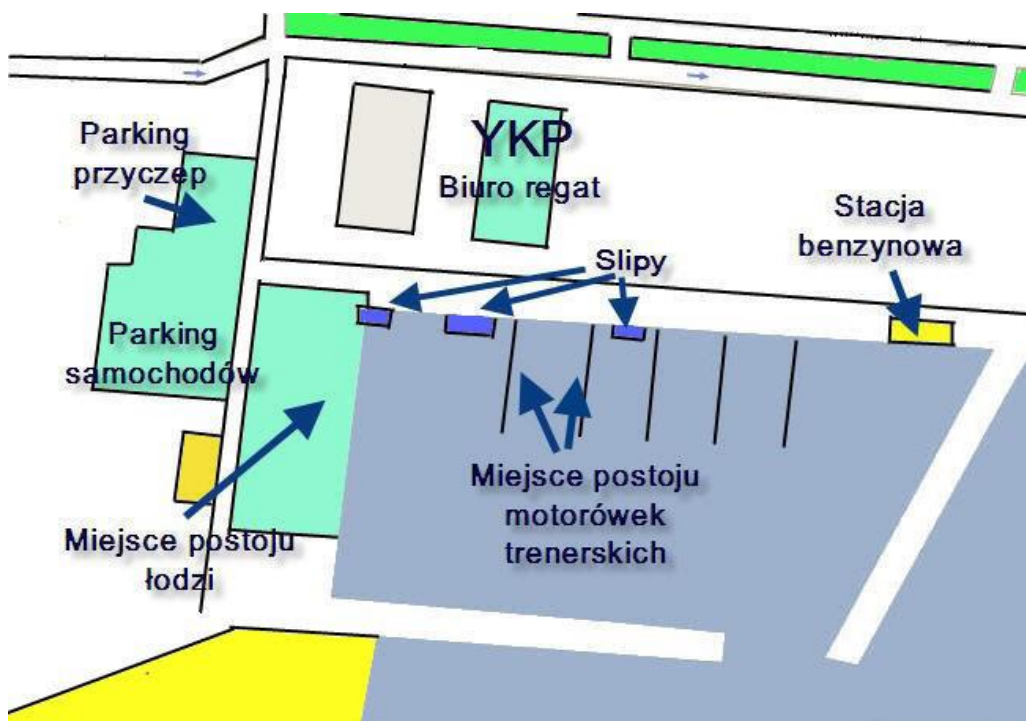 Parking
przyczep
YKP
Biuro regat
Stacja
benzynowa
Slipy
Parking
samochodów
Miejsce postoju
motorówek
trenerskich
Miejsce postoju
łodzi